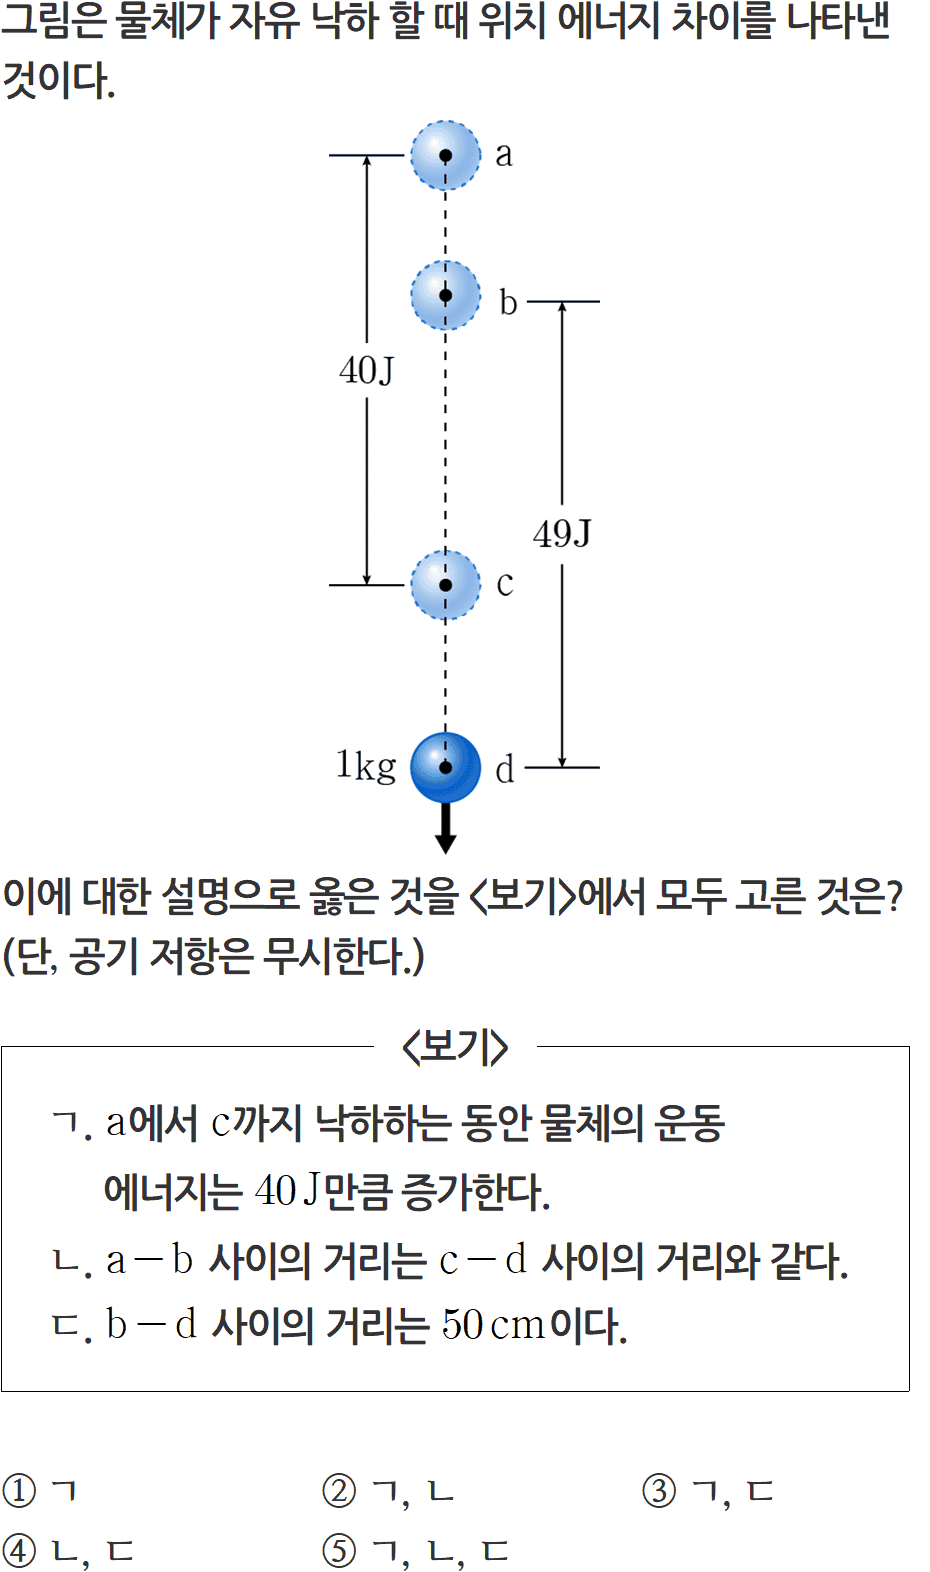 그림은 물체가 자유 낙하 할 때 위치 에너지 차이를 나타낸
것이다.
a
b
40J
49J
c
1kg
d
이에 대한 설명으로 옳은 것을 <보기>에서 모두 고른 것은?
(단, 공기 저항은 무시한다.)
<보기>
ㄱ. a에서 c까지 낙하하는 동안 물체의 운동
에너지는 40J만큼 증가한다.
ㄴ. a-b 사이의 거리는 c-d 사이의 거리와 같다.
ㄷ. b-d 사이의 거리는 50cm이다.
① ㄱ ② ㄱ, ㄴ ③ ㄱ, ㄷ
④ ㄴ, ㄷ ⑤ ㄱ, ㄴ, ㄷ